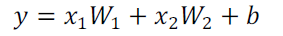 y = x₁W₁ + x₂W₂ + b